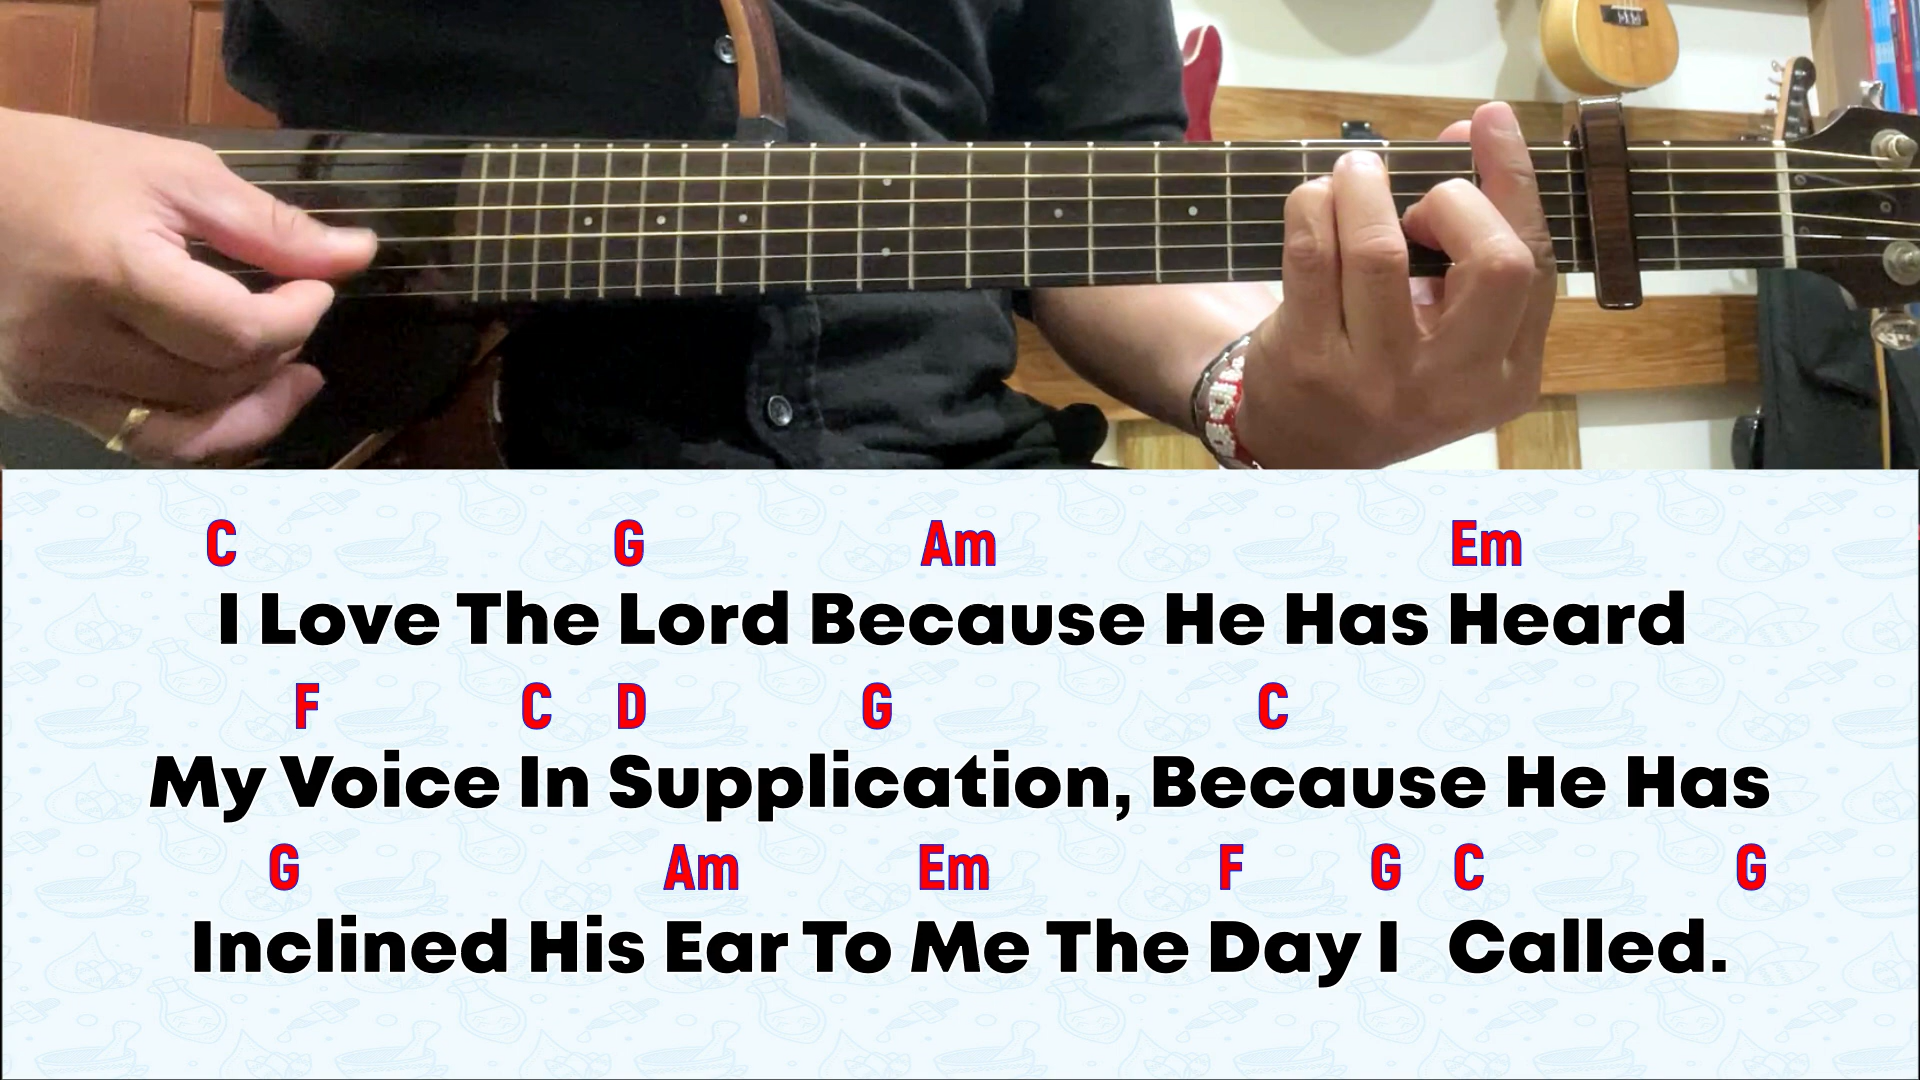 C G Am Em
I Love The Lord Because He Has Heard
F C D G C
My Voice In Supplication, Because He Has
G Am Em F G C G
Inclined His Ear To Me The Day I Called.